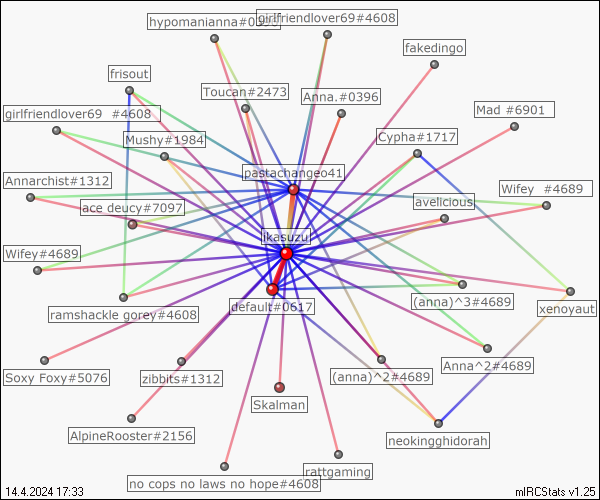 hypomanianna#0396
girlfriendlover69#4608
fakedingo
frisout
Toucan#2473
Anna.#0396
girlfriendlover69 #4608
Mad #6901
Mushy#1984
Cypha#1717
pastachangeo41
Annarchist#1312
Wifey #4689
ace deucy#7097
avelicious
ikasuzu
Wifey#4689
default#0617
(anna)^3#4689
xenoyaut
ramshackle gorey#4608
Anna^2#4689
Soxy Foxy#5076
zibbits#1312
(anna)^2#4689
Skalman
AlpineRooster#2156
neokingghidorah
rattgaming
no cops no laws no hope#4608
14.4.2024 17:33
mIRCStats v1.25